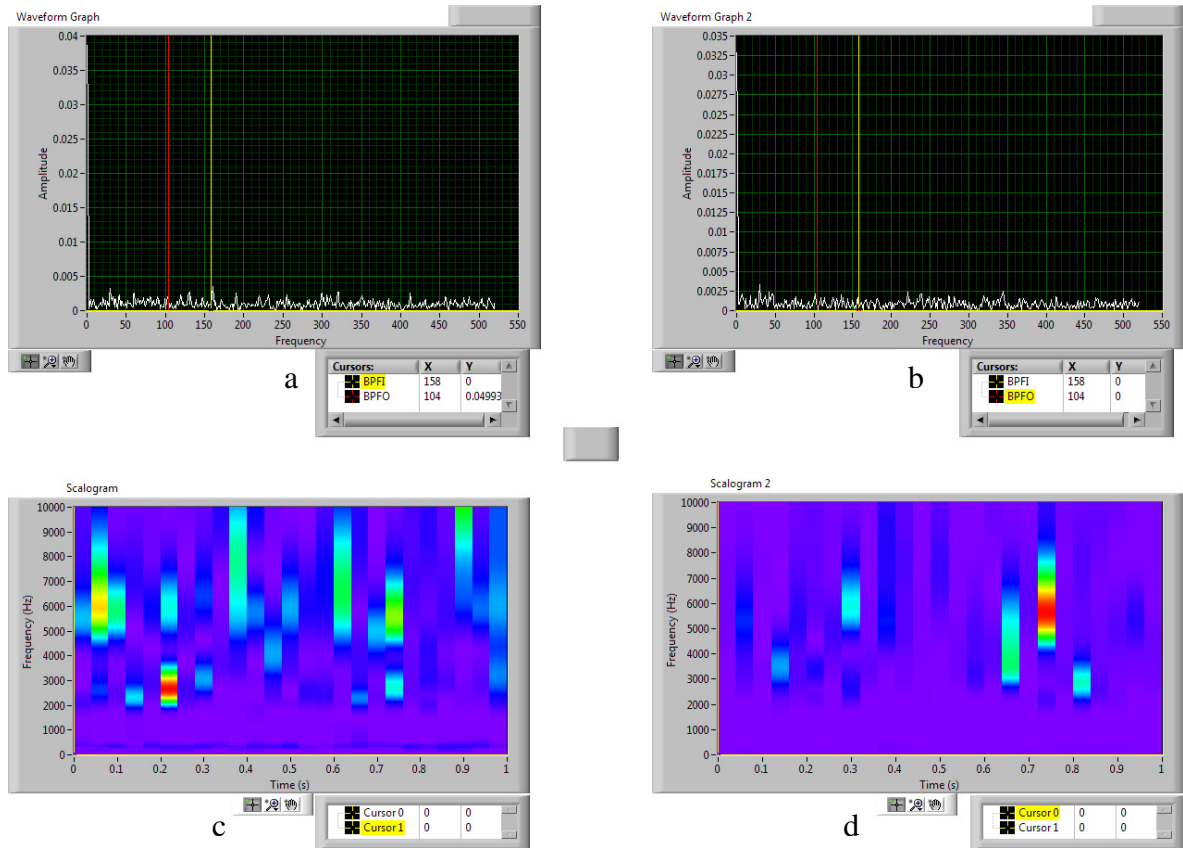 Waveform Graph
0.04
0.035
0.03
0.025
0.02
0.015
0.01
0.005
0
Amplitude
0 50 100 150 200 250 300 350 400 450 500 550
Frequency
a
Cursors: X Y
BPFI 158 0
BPFO 104 0.04993
Waveform Graph 2
0.035
0.0325
0.03
0.0275
0.025
0.0225
0.02
0.0175
0.015
0.0125
0.01
0.0075
0.005
0.0025
0
Amplitude
0 50 100 150 200 250 300 350 400 450 500 550
Frequency
b
Cursors: X Y
BPFI 158 0
BPFO 104 0
Scalogram
10000
9000
8000
7000
6000
5000
4000
3000
2000
1000
0
Frequency (Hz)
0 0.1 0.2 0.3 0.4 0.5 0.6 0.7 0.8 0.9 1
Time (s)
c
Cursor 0 0 0
Cursor 1 0 0
Scalogram 2
10000
9000
8000
7000
6000
5000
4000
3000
2000
1000
0
Frequency (Hz)
0 0.1 0.2 0.3 0.4 0.5 0.6 0.7 0.8 0.9 1
Time (s)
d
Cursor 0 0 0
Cursor 1 0 0